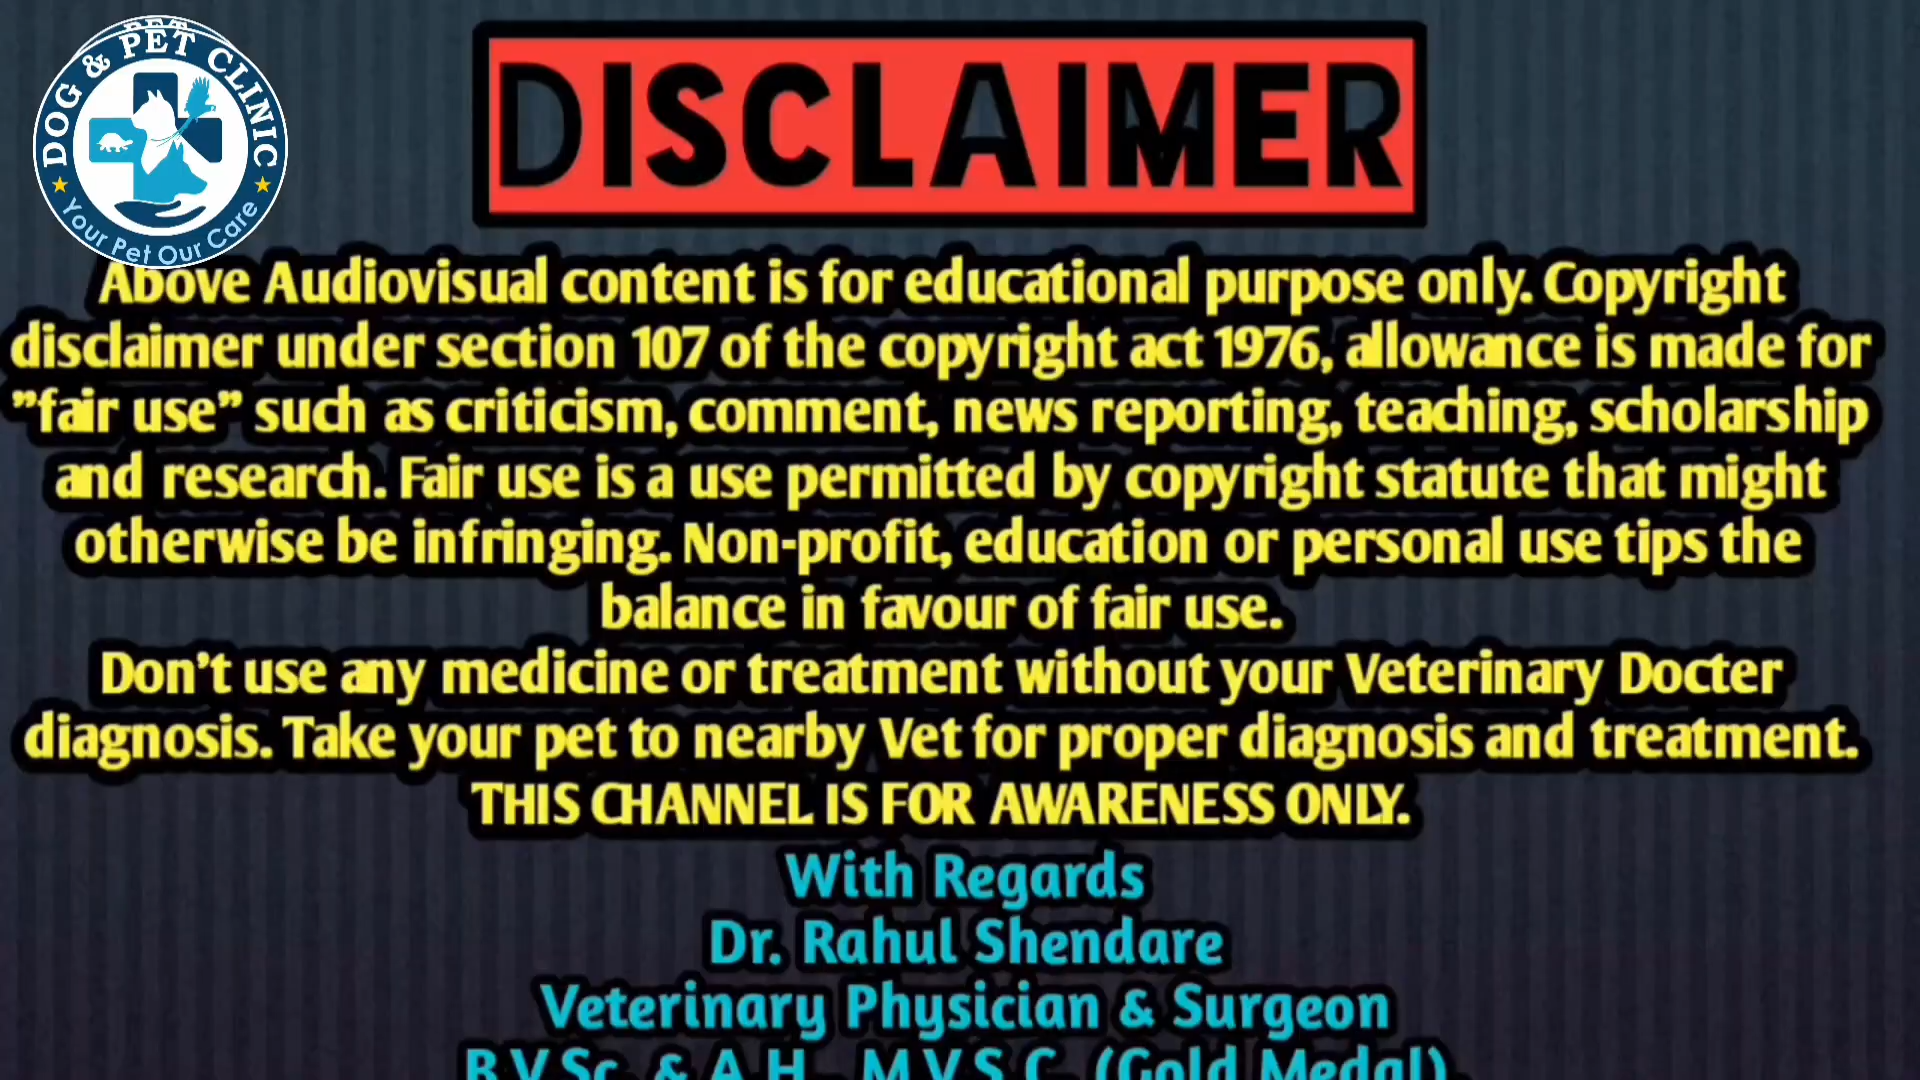 DOG & PET CLINIC
Your Pet Our Care
DISCLAIMER
Above Audiovisual content is for educational purpose only. Copyright
disclaimer under section 107 of the copyright act 1976, allowance is made for
”fair use” such as criticism, comment, news reporting, teaching, scholarship
and research. Fair use is a use permitted by copyright statute that might
otherwise be infringing. Non-profit, education or personal use tips the
balance in favour of fair use.
Don’t use any medicine or treatment without your Veterinary Docter
diagnosis. Take your pet to nearby Vet for proper diagnosis and treatment.
THIS CHANNEL IS FOR AWARENESS ONLY.
With Regards
Dr. Rahul Shendare
Veterinary Physician & Surgeon
B.V.Sc. & A.H., M.V.S.C. (Gold Medal)